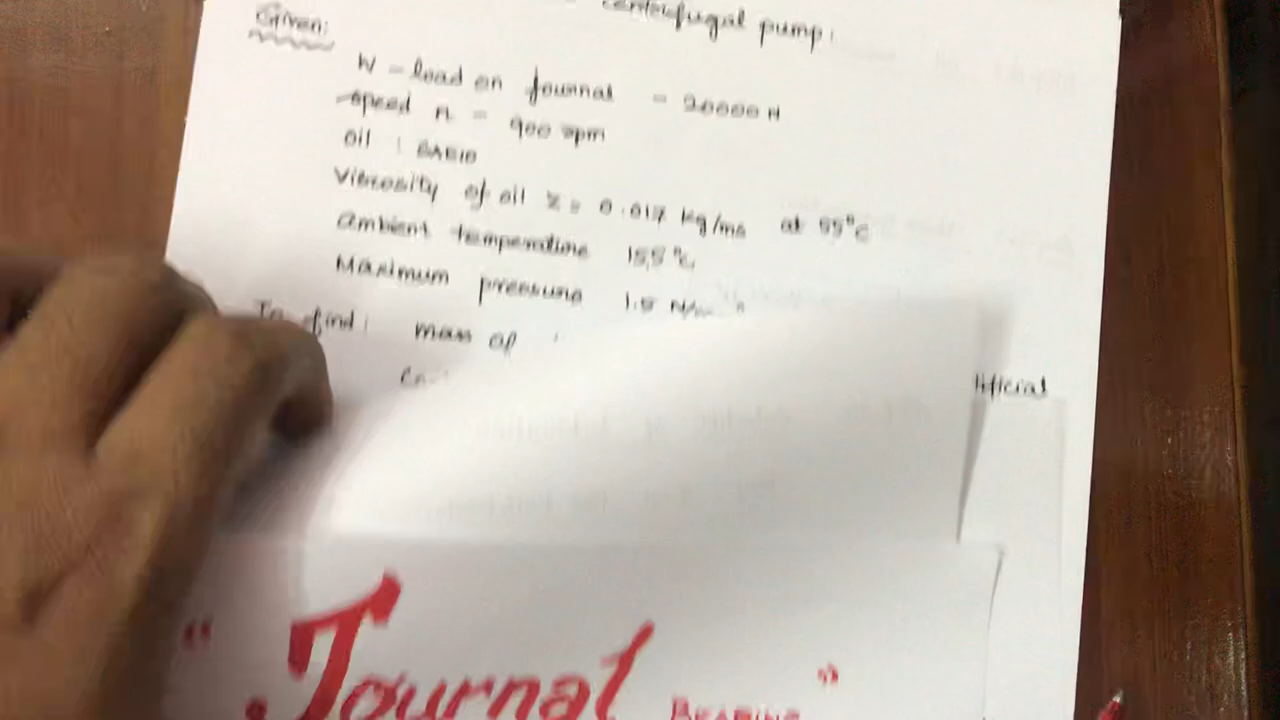 centrifugal pump:
Given:
W - load on journal - 20000 N
speed n = 900 rpm
oil : SAE10
Viscosity of oil z = 0.017 kg/ms at 55°C
Ambient temperature 15,5 °C
Maximum pressure 1.5
To find: mass of
tificial
"Journal BEARING"